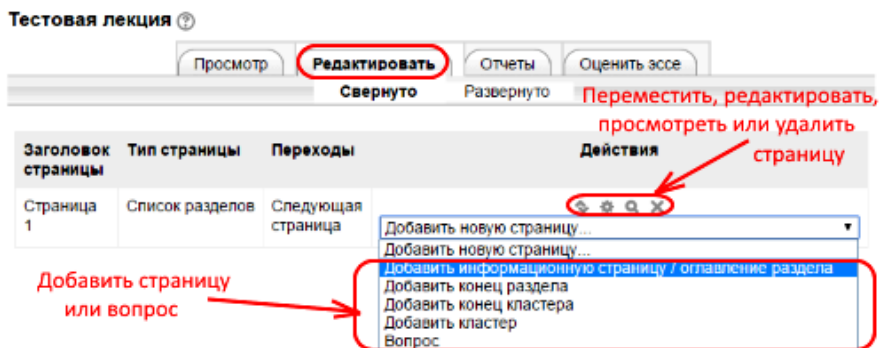 Тестовая лекция
Просмотр Редактировать Отчеты Оценить эссе
Свернуто Развернуто
Переместить, редактировать,
просмотреть или удалить
страницу
Заголовок страницы Тип страницы Переходы Действия
Страница 1 Список разделов Следующая страница
Добавить новую страницу...
Добавить новую страницу...
Добавить информационную страницу / оглавление раздела
Добавить конец раздела
Добавить конец кластера
Добавить кластер
Вопрос
Добавить страницу
или вопрос